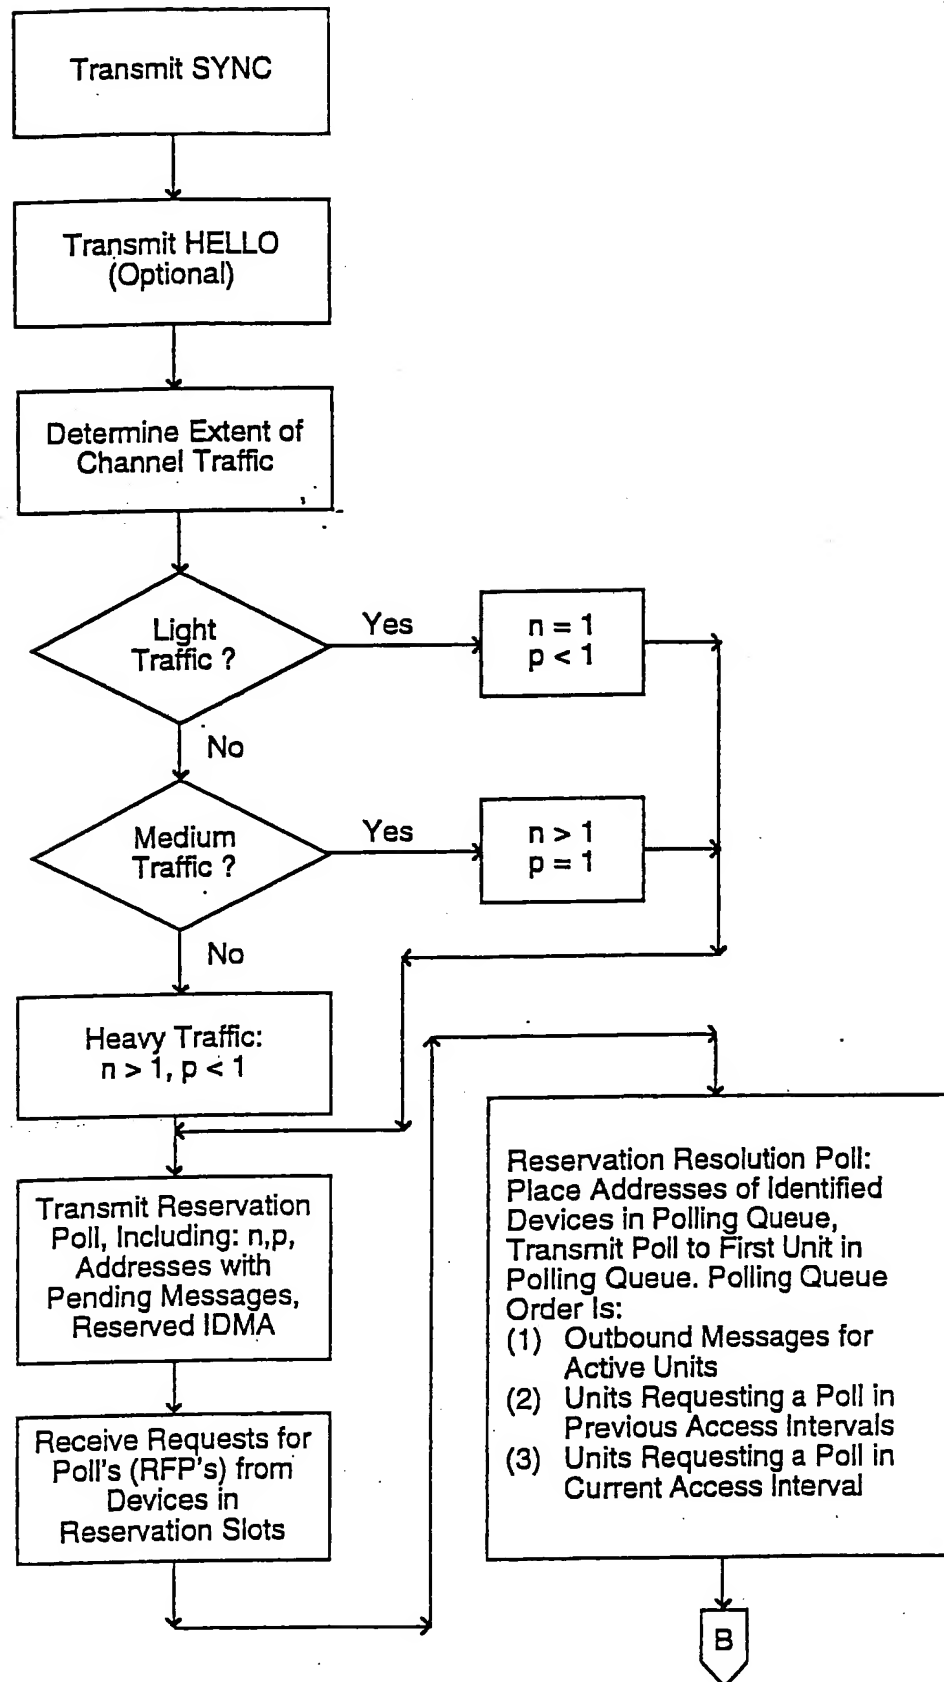 Transmit SYNC
Transmit HELLO
(Optional)
Determine Extent of
Channel Traffic
Light
Traffic ?
Yes
n = 1
p < 1
No
Medium
Traffic ?
Yes
n > 1
p = 1
No
Heavy Traffic:
n > 1, p < 1
Transmit Reservation
Poll, Including: n,p,
Addresses with
Pending Messages,
Reserved IDMA
Receive Requests for
Poll's (RFP's) from
Devices in
Reservation Slots
Reservation Resolution Poll:
Place Addresses of Identified
Devices in Polling Queue,
Transmit Poll to First Unit in
Polling Queue. Polling Queue
Order Is:
(1) Outbound Messages for
Active Units
(2) Units Requesting a Poll in
Previous Access Intervals
(3) Units Requesting a Poll in
Current Access Interval
B